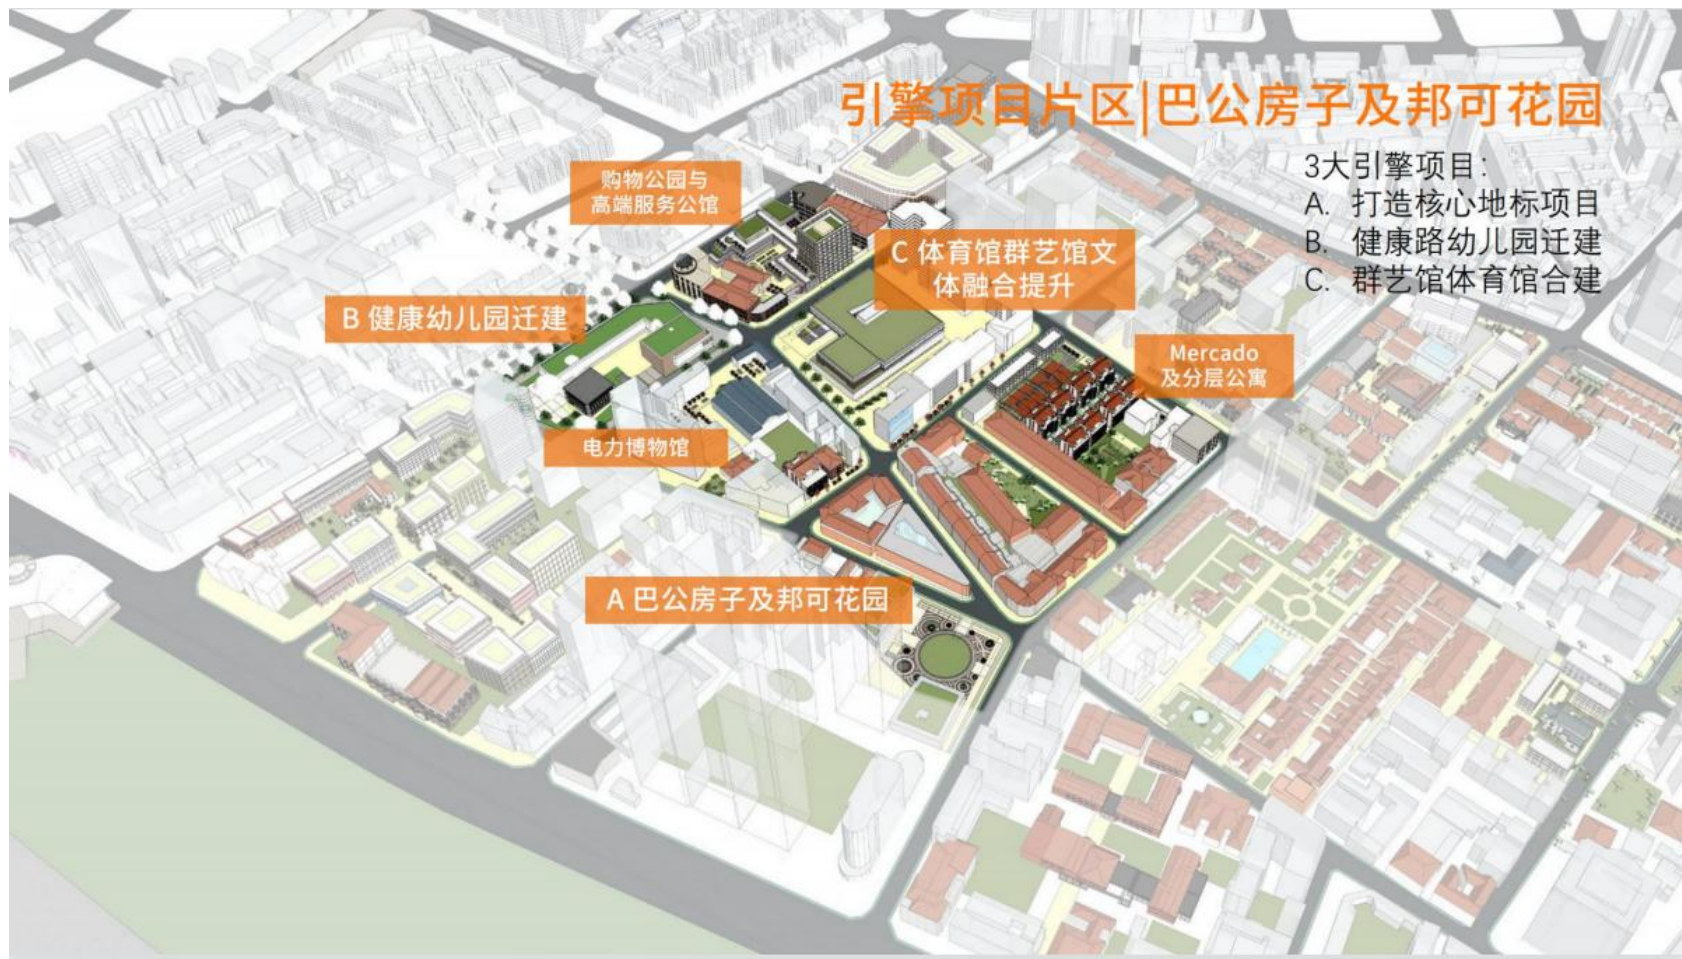 引擎项目片区|巴公房子及邦可花园
3大引擎项目:
A. 打造核心地标项目
B. 健康路幼儿园迁建
C. 群艺馆体育馆合建
购物公园与
高端服务公馆
C 体育馆群艺馆文
体融合提升
B 健康幼儿园迁建
Mercado
及分层公寓
电力博物馆
A 巴公房子及邦可花园